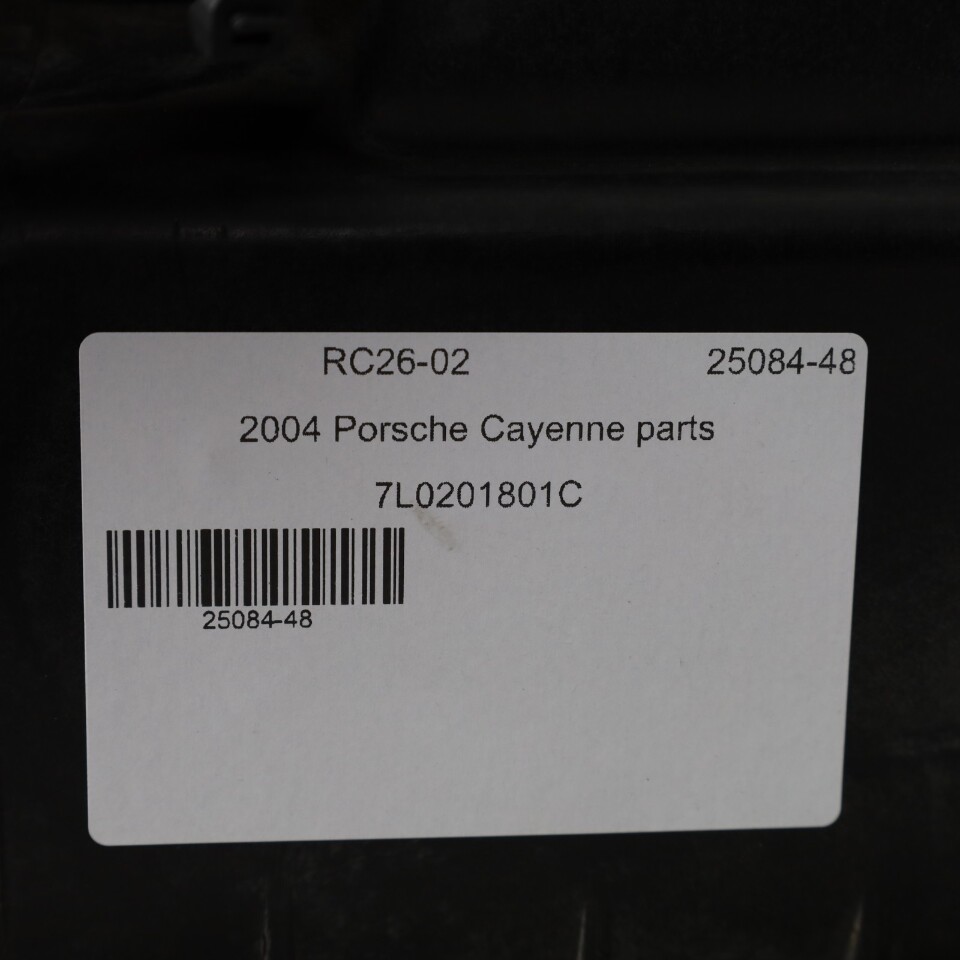 RC26-02 25084-48
2004 Porsche Cayenne parts
7L0201801C
25084-48